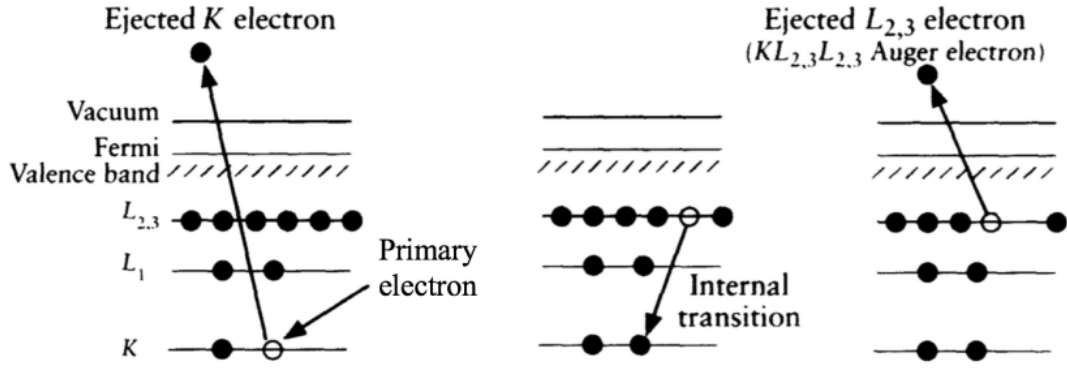 Ejected K electron
Vacuum
Fermi
Valence band
L₂,₃
L₁
K
Primary
electron
Internal
transition
Ejected L₂,₃ electron
(KL₂,₃L₂,₃ Auger electron)